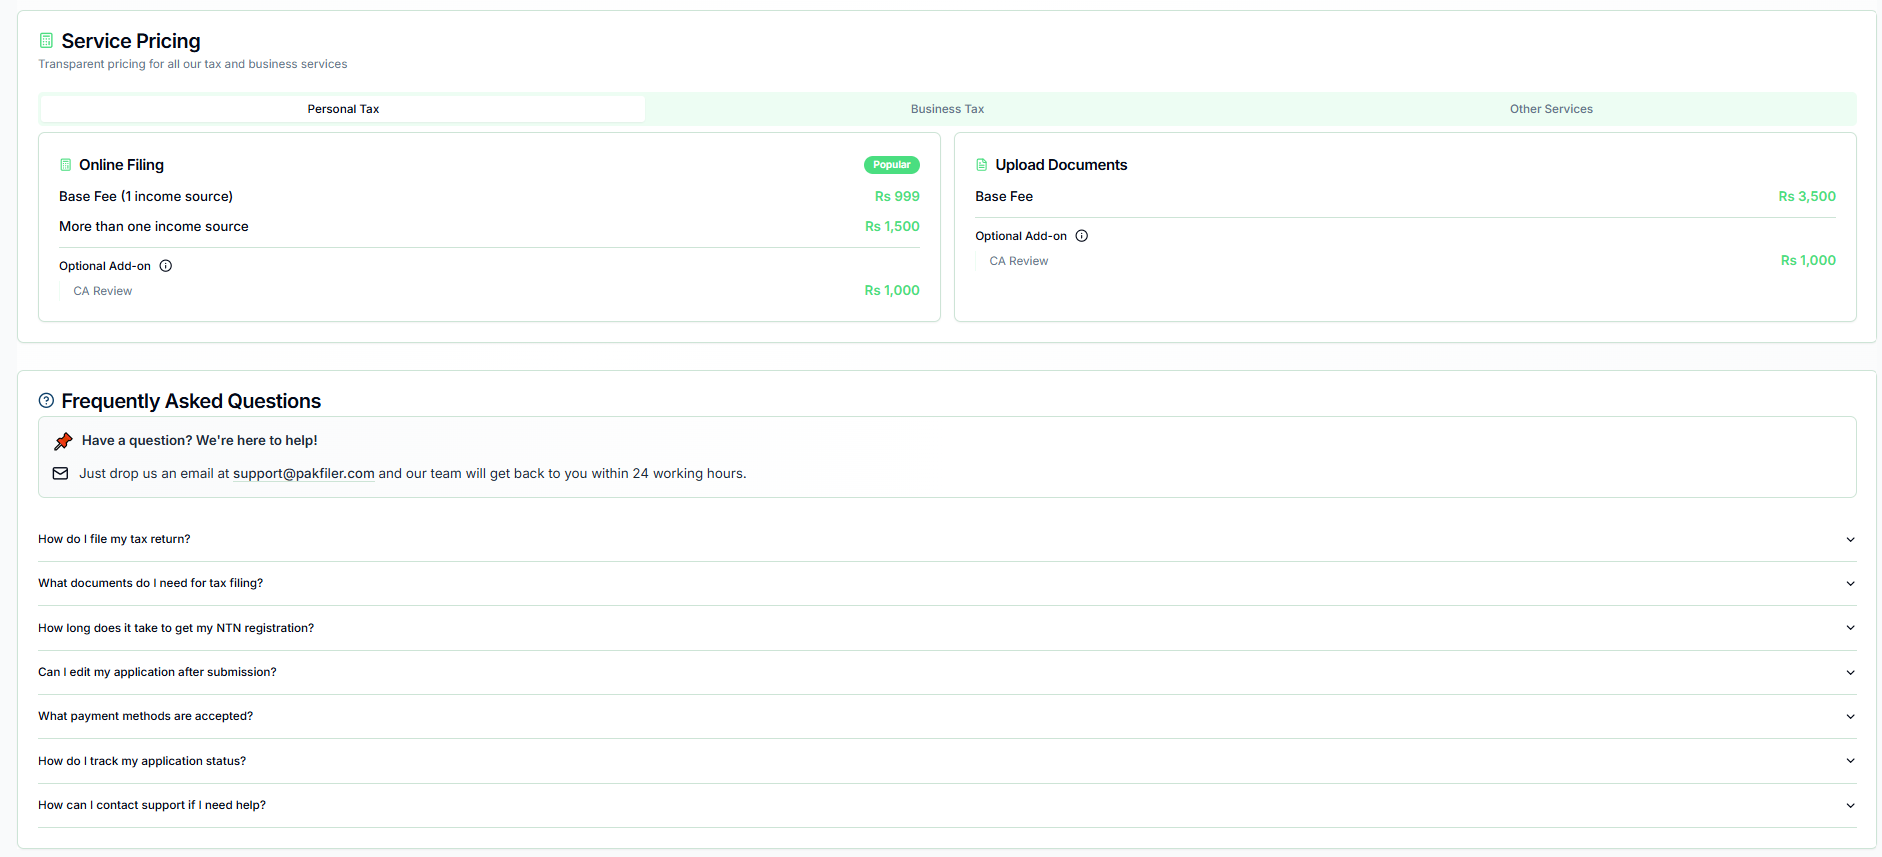 Service Pricing
Transparent pricing for all our tax and business services
Personal Tax
Business Tax
Other Services
Online Filing
Popular
Base Fee (1 income source)
Rs 999
More than one income source
Rs 1,500
Optional Add-on
CA Review
Rs 1,000
Upload Documents
Base Fee
Rs 3,500
Optional Add-on
CA Review
Rs 1,000
Frequently Asked Questions
Have a question? We're here to help!
Just drop us an email at support@pakfiler.com and our team will get back to you within 24 working hours.
How do I file my tax return?
What documents do I need for tax filing?
How long does it take to get my NTN registration?
Can I edit my application after submission?
What payment methods are accepted?
How do I track my application status?
How can I contact support if I need help?